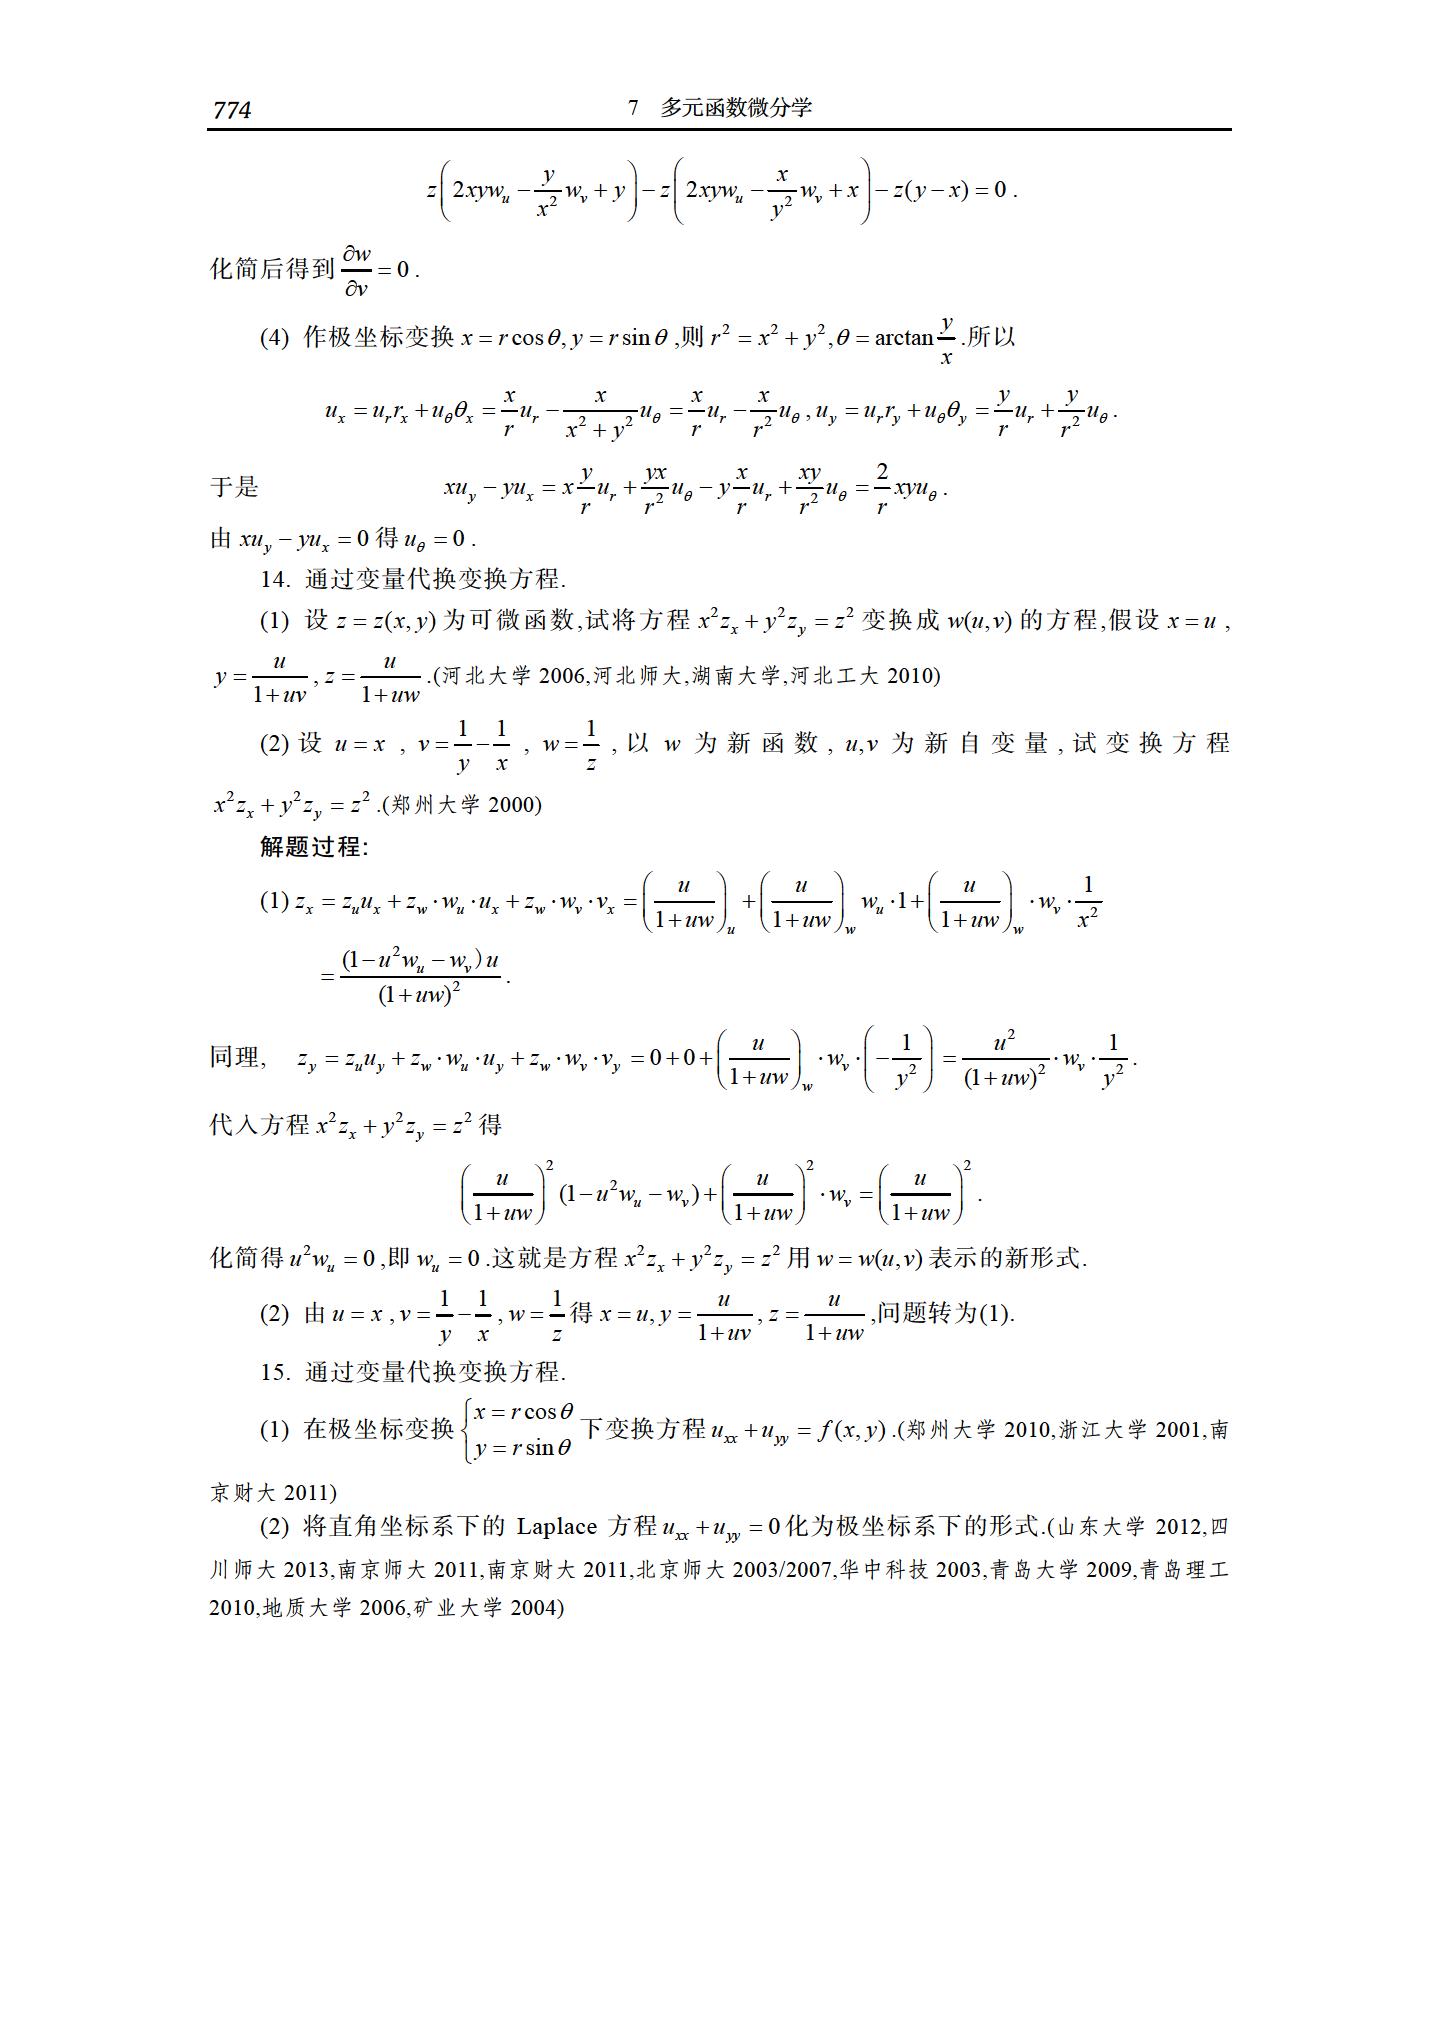 774 7 多元函数微分学
$z\left(2xyw_u-\frac{y}{x^2}w_v+y\right)-z\left(2xyw_u-\frac{x}{y^2}w_v+x\right)-z(y-x)=0.$
化简后得到$\frac{\partial w}{\partial v}=0.$
(4) 作极坐标变换 $x=r\cos\theta,y=r\sin\theta$,则 $r^2=x^2+y^2,\theta=\arctan\frac{y}{x}$.所以
$u_x=u_rr_x+u_\theta\theta_x=\frac{x}{r}u_r-\frac{x}{x^2+y^2}u_\theta=\frac{x}{r}u_r-\frac{x}{r^2}u_\theta,u_y=u_rr_y+u_\theta\theta_y=\frac{y}{r}u_r+\frac{y}{r^2}u_\theta.$
于是 $xu_y-yu_x=x\frac{y}{r}u_r+\frac{yx}{r^2}u_\theta-y\frac{x}{r}u_r+\frac{xy}{r^2}u_\theta=\frac{2}{r}xyu_\theta.$
由 $xu_y-yu_x=0$ 得 $u_\theta=0.$
14. 通过变量代换变换方程.
(1) 设 $z=z(x,y)$ 为可微函数,试将方程 $x^2z_x+y^2z_y=z^2$ 变换成 $w(u,v)$ 的方程,假设 $x=u$,
$y=\frac{u}{1+uv},z=\frac{u}{1+uw}$.(河北大学 2006,河北师大,湖南大学,河北工大 2010)
(2) 设 $u=x$, $v=\frac{1}{y}-\frac{1}{x}$, $w=\frac{1}{z}$,以 $w$ 为新函数, $u,v$ 为新自变量,试变换方程
$x^2z_x+y^2z_y=z^2$.(郑州大学 2000)
解题过程:
(1) $z_x=z_uu_x+z_w\cdot w_u\cdot u_x+z_w\cdot w_v\cdot v_x=\left(\frac{u}{1+uw}\right)_u+\left(\frac{u}{1+uw}\right)_w w_u\cdot 1+\left(\frac{u}{1+uw}\right)_w\cdot w_v\cdot\frac{1}{x^2}$
$=\frac{(1-u^2w_u-w_v)u}{(1+uw)^2}.$
同理, $z_y=z_uu_y+z_w\cdot w_u\cdot u_y+z_w\cdot w_v\cdot v_y=0+0+\left(\frac{u}{1+uw}\right)_w\cdot w_v\cdot\left(-\frac{1}{y^2}\right)=\frac{u^2}{(1+uw)^2}\cdot w_v\cdot\frac{1}{y^2}.$
代入方程 $x^2z_x+y^2z_y=z^2$ 得
$\left(\frac{u}{1+uw}\right)^2(1-u^2w_u-w_v)+\left(\frac{u}{1+uw}\right)^2\cdot w_v=\left(\frac{u}{1+uw}\right)^2.$
化简得 $u^2w_u=0$,即 $w_u=0$.这就是方程 $x^2z_x+y^2z_y=z^2$ 用 $w=w(u,v)$ 表示的新形式.
(2) 由 $u=x,v=\frac{1}{y}-\frac{1}{x},w=\frac{1}{z}$ 得 $x=u,y=\frac{u}{1+uv},z=\frac{u}{1+uw}$,问题转为(1).
15. 通过变量代换变换方程.
(1) 在极坐标变换 $\begin{cases}x=r\cos\theta\\y=r\sin\theta\end{cases}$ 下变换方程 $u_{xx}+u_{yy}=f(x,y)$.(郑州大学 2010,浙江大学 2001,南
京财大 2011)
(2) 将直角坐标系下的 Laplace 方程 $u_{xx}+u_{yy}=0$ 化为极坐标系下的形式.(山东大学 2012,四
川师大 2013,南京师大 2011,南京财大 2011,北京师大 2003/2007,华中科技 2003,青岛大学 2009,青岛理工
2010,地质大学 2006,矿业大学 2004)